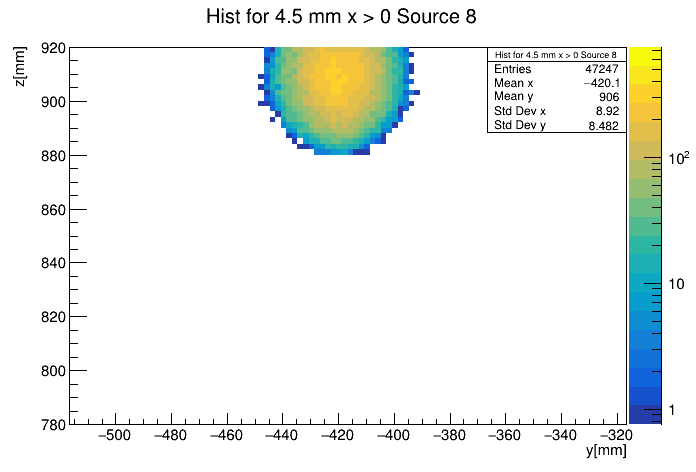 Hist for 4.5 mm x > 0 Source 8
z[mm]
920
900
880
860
840
820
800
780
Hist for 4.5 mm x > 0 Source 8
Entries 47247
Mean x −420.1
Mean y 906
Std Dev x 8.92
Std Dev y 8.482
10²
10
1
−500 −480 −460 −440 −420 −400 −380 −360 −340 −320
y[mm]